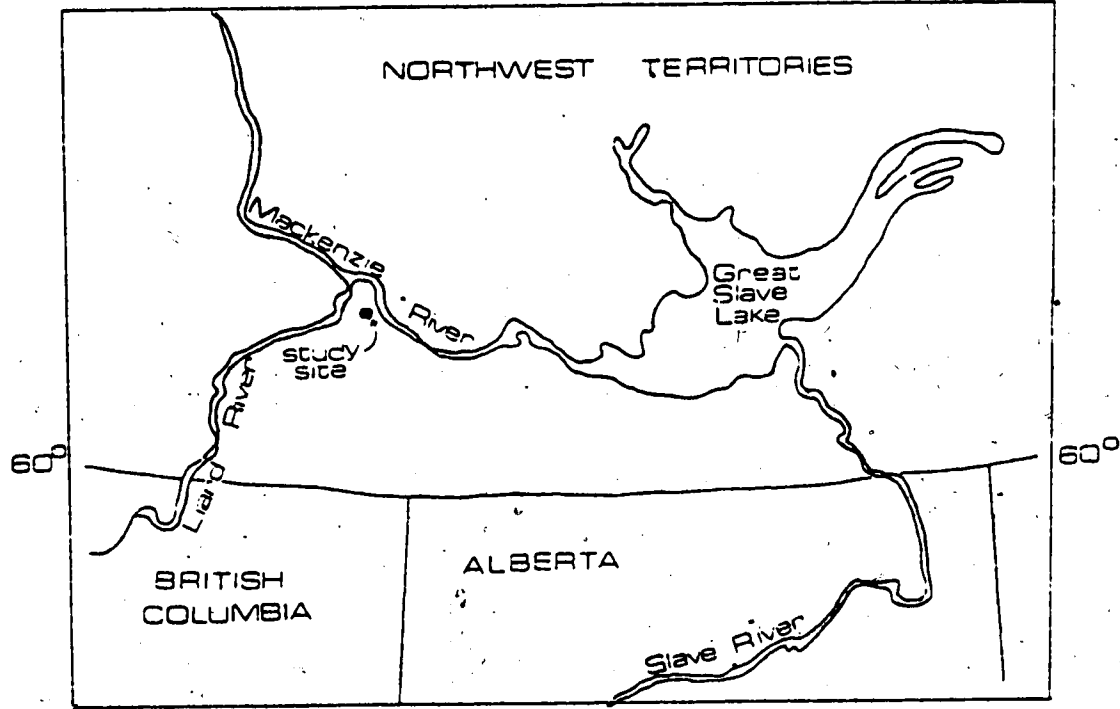 NORTHWEST TERRITORIES
Mackenzie
River
Great
Slave
Lake
study
site
River
Liard
60°
60°
BRITISH
COLUMBIA
ALBERTA
Slave River